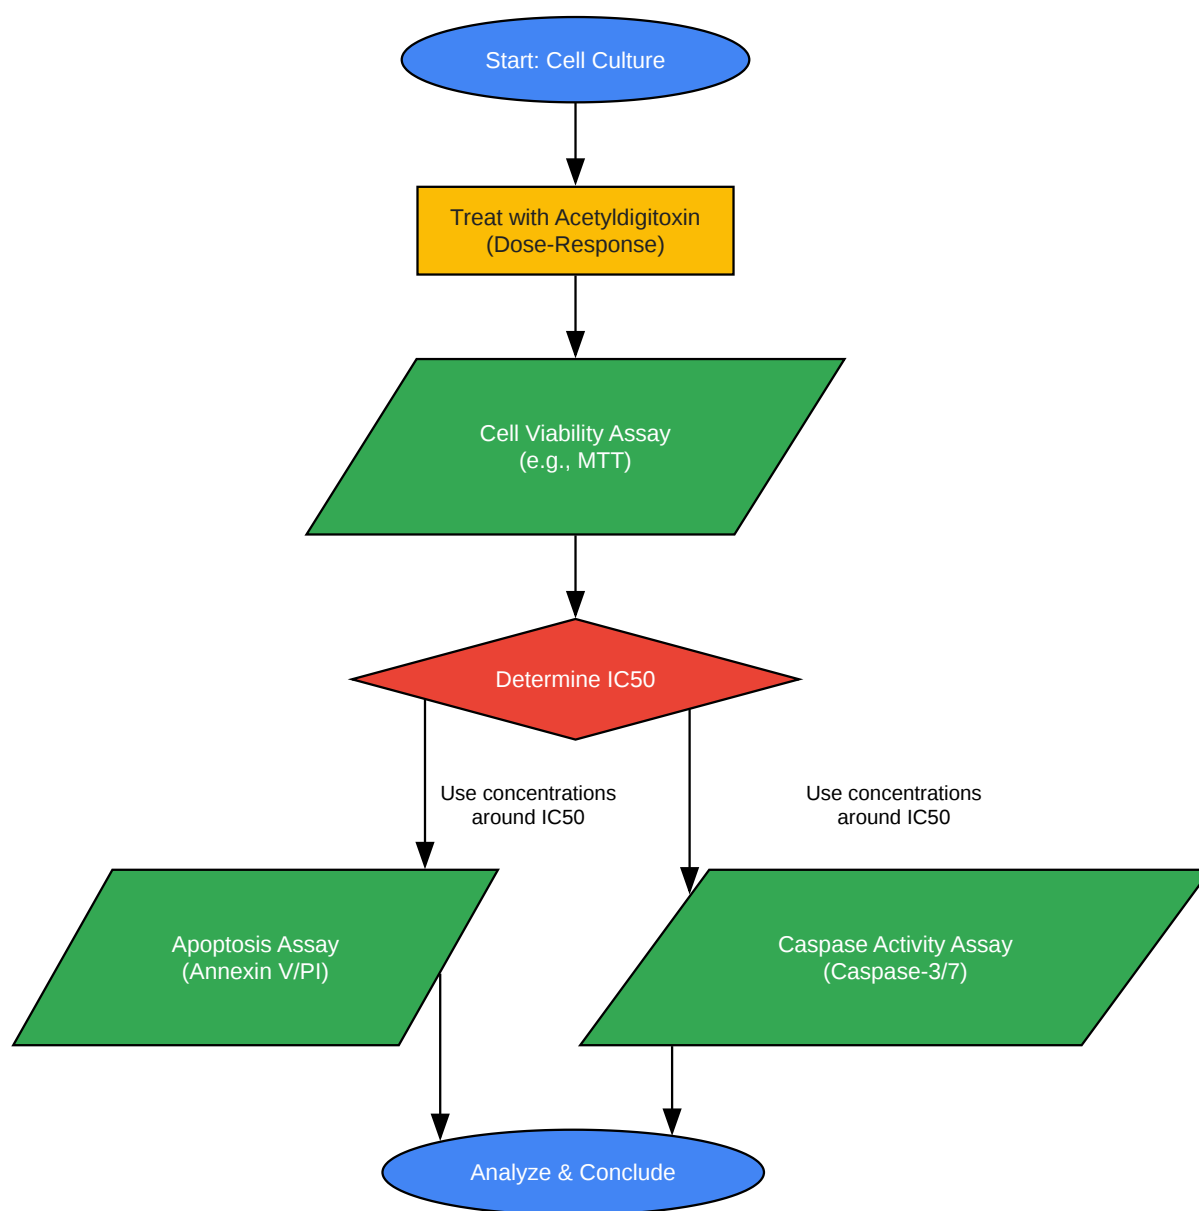 Start: Cell Culture
Treat with Acetyldigitoxin
(Dose-Response)
Cell Viability Assay
(e.g., MTT)
Determine IC50
Use concentrations
around IC50
Use concentrations
around IC50
Apoptosis Assay
(Annexin V/PI)
Caspase Activity Assay
(Caspase-3/7)
Analyze & Conclude